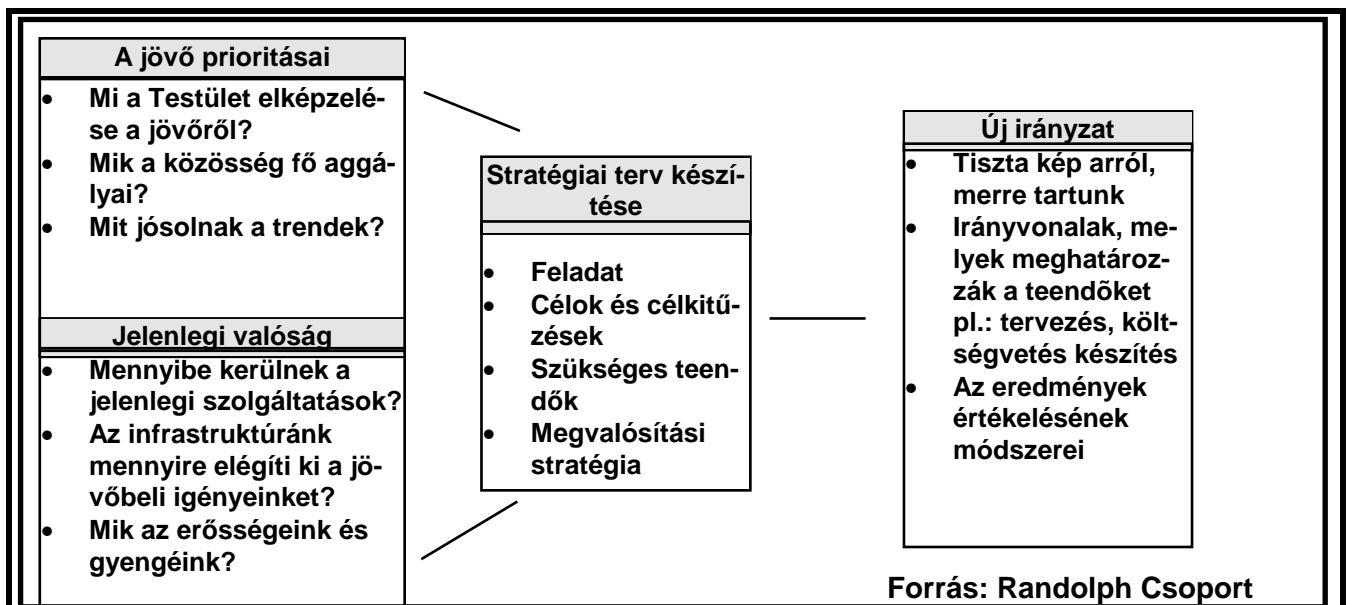 A jövő prioritásai
• Mi a Testület elképzelé-
se a jövőről?
• Mik a közösség fő aggá-
lyai?
• Mit jósolnak a trendek?
Jelenlegi valóság
• Mennyibe kerülnek a
jelenlegi szolgáltatások?
• Az infrastruktúránk
mennyire elégíti ki a jö-
vőbeli igényeinket?
• Mik az erősségeink és
gyengéink?
Stratégiai terv készí-
tése
• Feladat
• Célok és célkitű-
zések
• Szükséges teen-
dők
• Megvalósítási
stratégia
Új irányzat
• Tiszta kép arról,
merre tartunk
• Irányvonalak, me-
lyek meghatároz-
zák a teendõket
pl.: tervezés, költ-
ségvetés készítés
• Az eredmények
értékelésének
módszerei
Forrás: Randolph Csoport